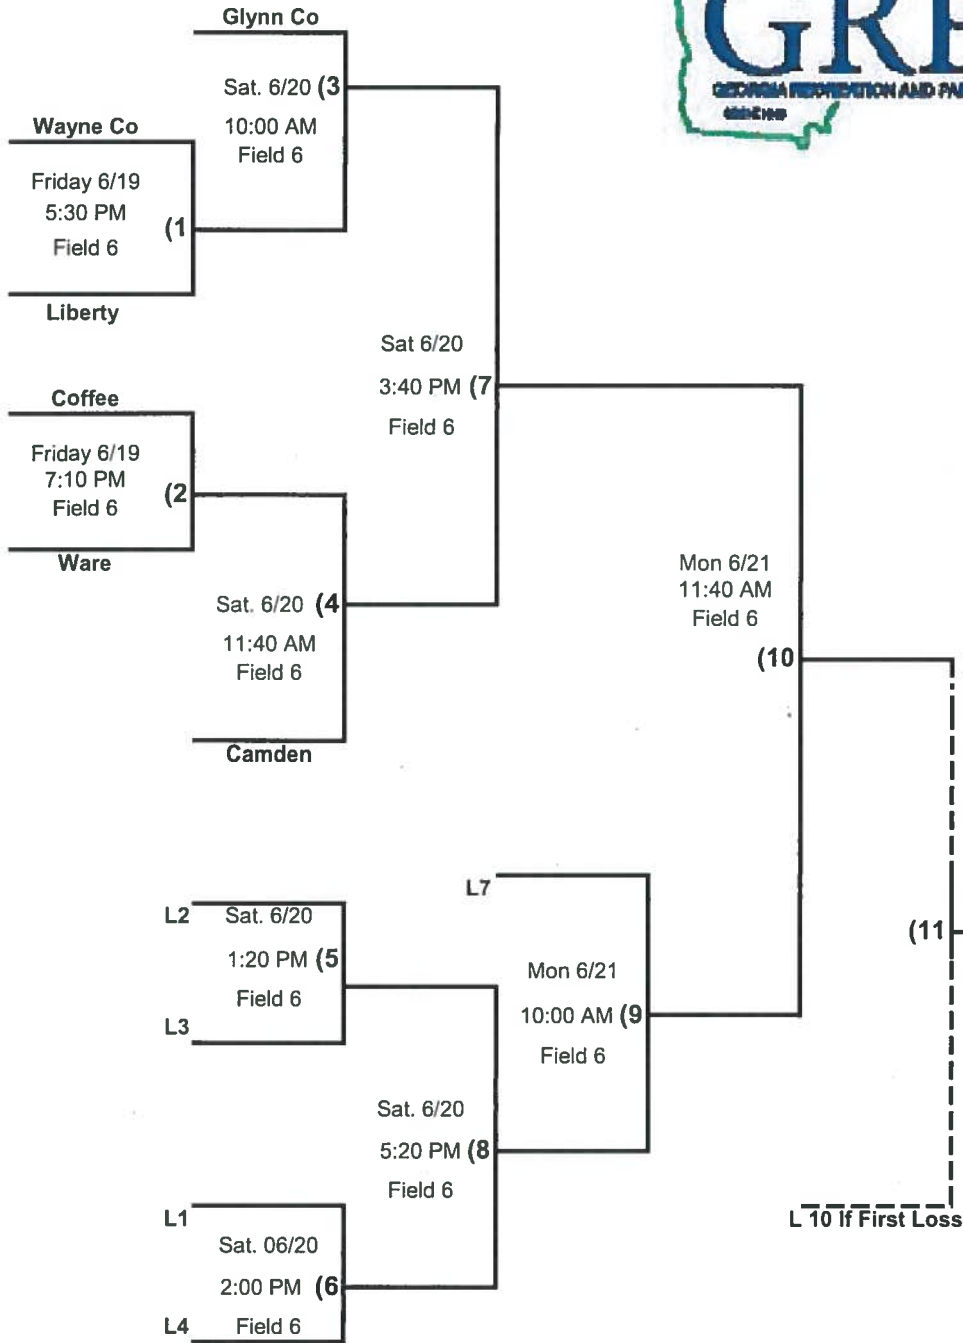 GRP
Glynn Co
Sat. 6/20 (3
10:00 AM
Field 6
Wayne Co
Friday 6/19
5:30 PM
(1
Field 6
Liberty
Sat 6/20
3:40 PM (7
Field 6
Coffee
Friday 6/19
7:10 PM
(2
Field 6
Ware
Sat. 6/20 (4
11:40 AM
Field 6
Camden
Mon 6/21
11:40 AM
Field 6
(10
L7
L2
Sat. 6/20
1:20 PM (5
Field 6
L3
Mon 6/21
10:00 AM (9
Field 6
(11
Sat. 6/20
5:20 PM (8
Field 6
L1
Sat. 06/20
2:00 PM (6
L4
Field 6
L 10 If First Loss